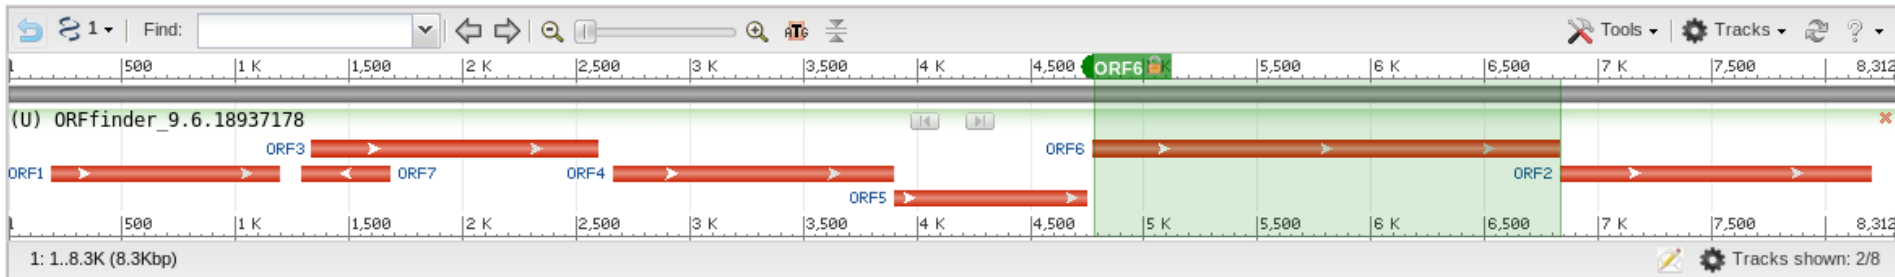 1 Find: Tools Tracks ?
1 500 1 K 1,500 2 K 2,500 3 K 3,500 4 K 4,500 ORF6 K 5,500 6 K 6,500 7 K 7,500 8,312
(U) ORFfinder_9.6.18937178
ORF3 ORF6
ORF1 ORF7 ORF4 ORF2
ORF5
1 500 1 K 1,500 2 K 2,500 3 K 3,500 4 K 4,500 5 K 5,500 6 K 6,500 7 K 7,500 8,312
1: 1..8.3K (8.3Kbp) Tracks shown: 2/8